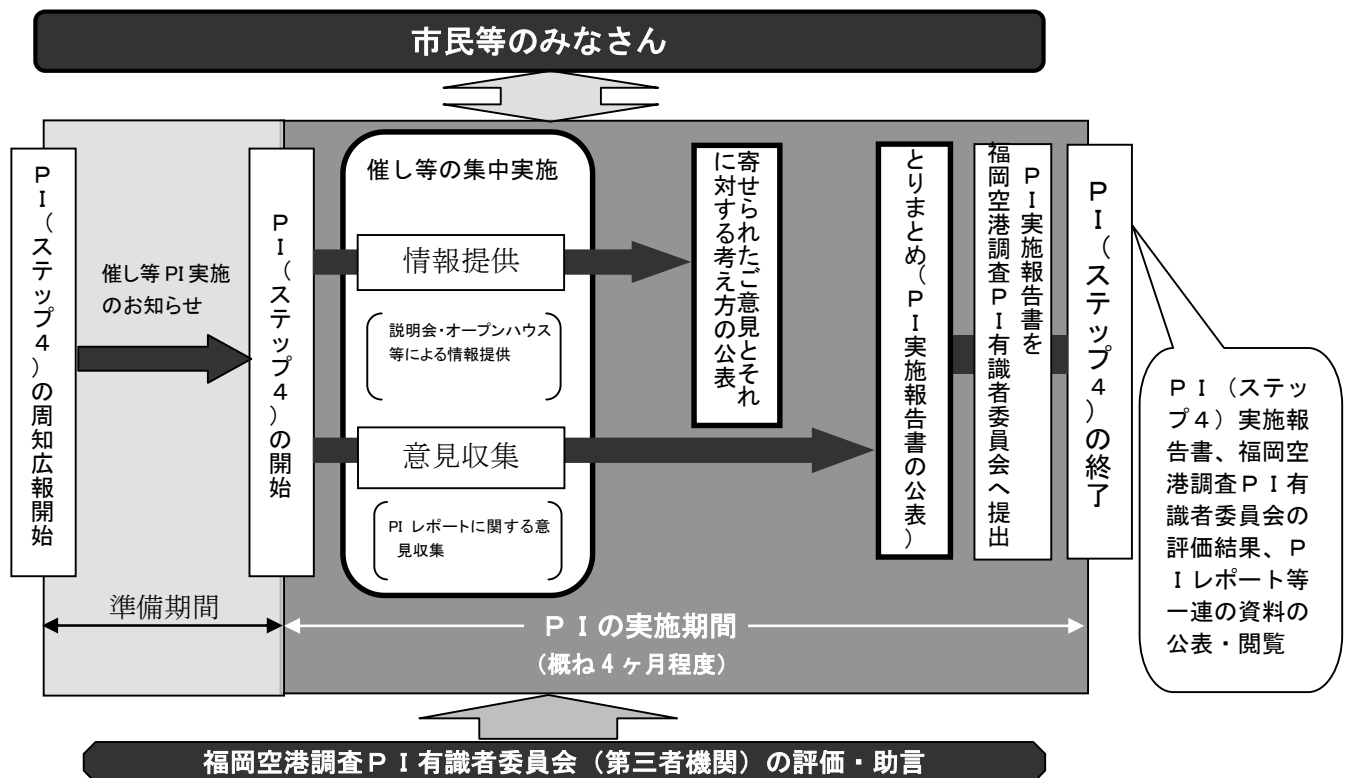 市民等のみなさん
PI(ステップ4)の周知広報開始
催し等 PI 実施
のお知らせ
PI(ステップ4)の開始
催し等の集中実施
情報提供
説明会・オープンハウス
等による情報提供
意見収集
PI レポートに関する意
見収集
寄せられたご意見とそれ
に対する考え方の公表
とりまとめ(PI実施報告書の公表)
PI実施報告書を
福岡空港調査PI有識者委員会へ提出
PI(ステップ4)の終了
PI(ステッ
プ4)実施報
告書、福岡空
港調査PI有
識者委員会の
評価結果、P
Iレポート等
一連の資料の
公表・閲覧
準備期間
PIの実施期間
(概ね4ヶ月程度)
福岡空港調査PI有識者委員会(第三者機関)の評価・助言